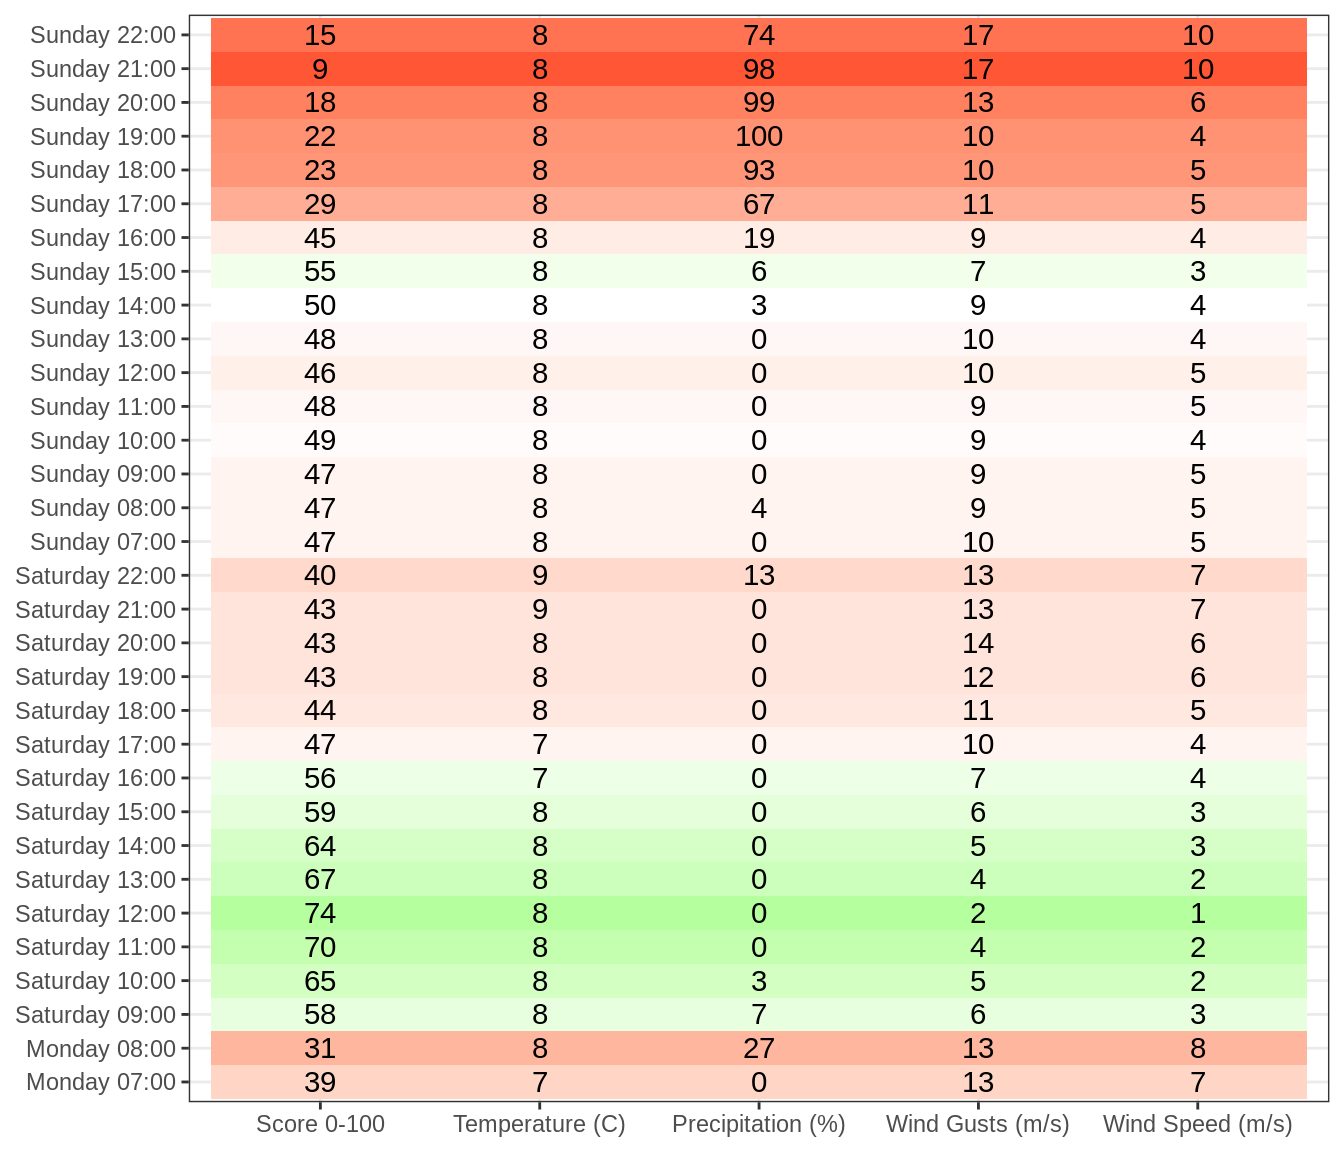 Sunday 22:00 15 8 74 17 10
Sunday 21:00 9 8 98 17 10
Sunday 20:00 18 8 99 13 6
Sunday 19:00 22 8 100 10 4
Sunday 18:00 23 8 93 10 5
Sunday 17:00 29 8 67 11 5
Sunday 16:00 45 8 19 9 4
Sunday 15:00 55 8 6 7 3
Sunday 14:00 50 8 3 9 4
Sunday 13:00 48 8 0 10 4
Sunday 12:00 46 8 0 10 5
Sunday 11:00 48 8 0 9 5
Sunday 10:00 49 8 0 9 4
Sunday 09:00 47 8 0 9 5
Sunday 08:00 47 8 4 9 5
Sunday 07:00 47 8 0 10 5
Saturday 22:00 40 9 13 13 7
Saturday 21:00 43 9 0 13 7
Saturday 20:00 43 8 0 14 6
Saturday 19:00 43 8 0 12 6
Saturday 18:00 44 8 0 11 5
Saturday 17:00 47 7 0 10 4
Saturday 16:00 56 7 0 7 4
Saturday 15:00 59 8 0 6 3
Saturday 14:00 64 8 0 5 3
Saturday 13:00 67 8 0 4 2
Saturday 12:00 74 8 0 2 1
Saturday 11:00 70 8 0 4 2
Saturday 10:00 65 8 3 5 2
Saturday 09:00 58 8 7 6 3
Monday 08:00 31 8 27 13 8
Monday 07:00 39 7 0 13 7
Score 0-100 Temperature (C) Precipitation (%) Wind Gusts (m/s) Wind Speed (m/s)